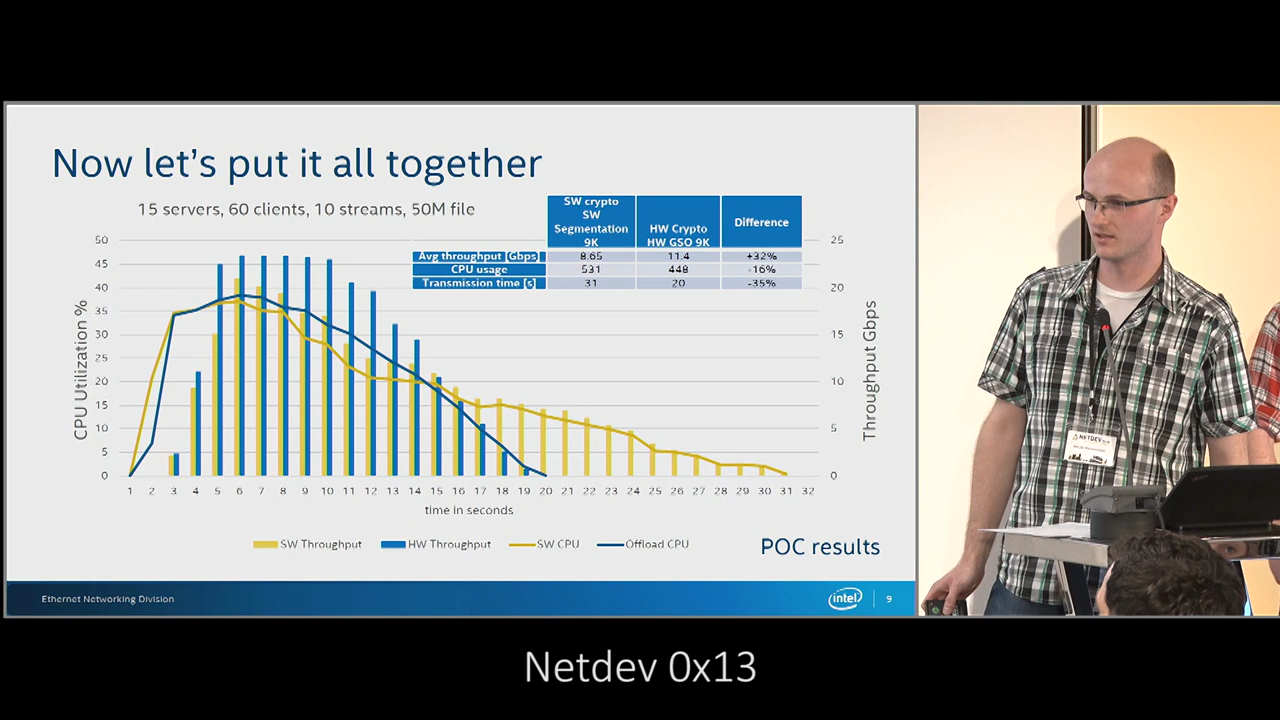 Now let's put it all together
15 servers, 60 clients, 10 streams, 50M file
SW crypto
SW
Segmentation
9K
HW Crypto
HW GSO 9K
Difference
Avg throughput [Gbps] 8.65 11.4 +32%
CPU usage 531 448 -16%
Transmission time [s] 31 20 -35%
CPU Utilization %
50
45
40
35
30
25
20
15
10
5
0
25
20
15
10
5
0
Throughput Gbps
1 2 3 4 5 6 7 8 9 10 11 12 13 14 15 16 17 18 19 20 21 22 23 24 25 26 27 28 29 30 31 32
time in seconds
SW Throughput HW Throughput SW CPU Offload CPU
POC results
Ethernet Networking Division
intel
9
NETDEV
Netdev 0x13